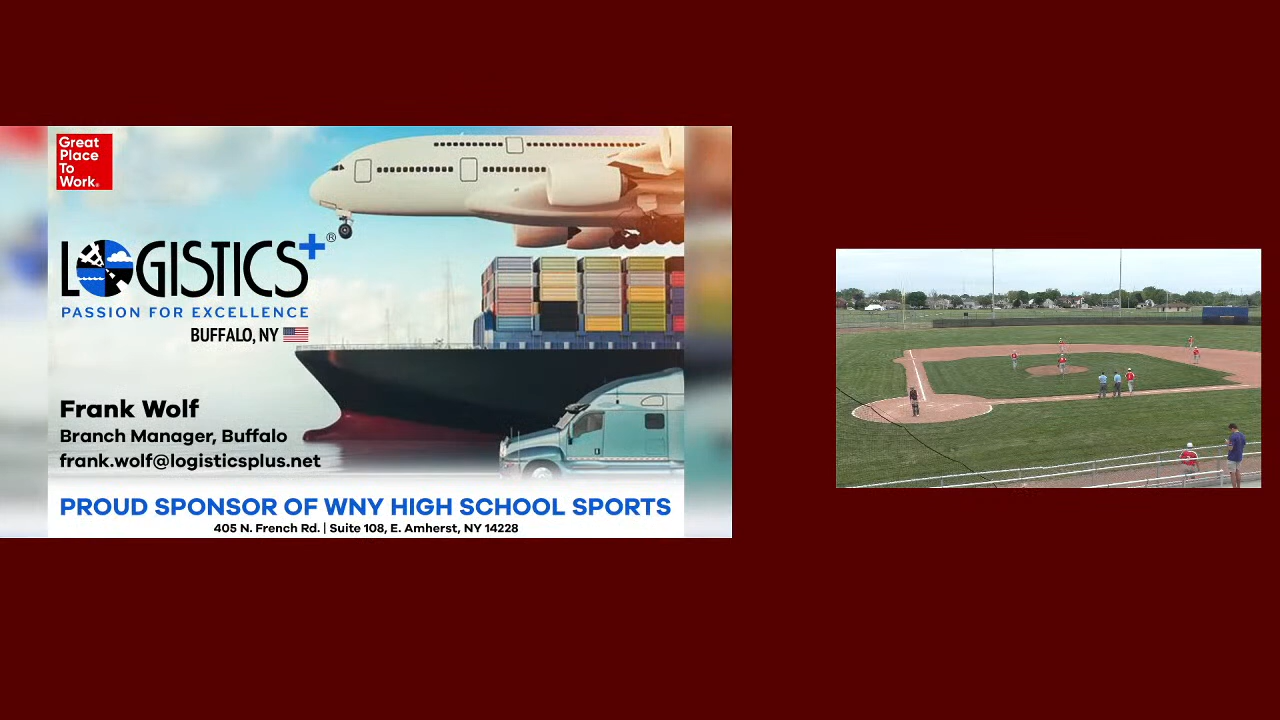 Great
Place
To
Work.
LOGISTICS+®
PASSION FOR EXCELLENCE
BUFFALO, NY
Frank Wolf
Branch Manager, Buffalo
frank.wolf@logisticsplus.net
PROUD SPONSOR OF WNY HIGH SCHOOL SPORTS
405 N. French Rd. | Suite 108, E. Amherst, NY 14228